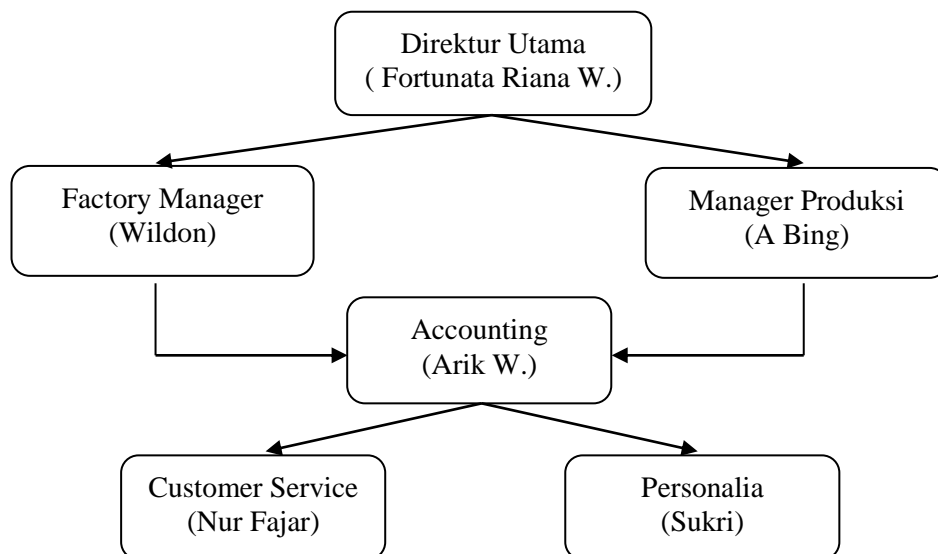 Direktur Utama
( Fortunata Riana W.)
Factory Manager
(Wildon)
Manager Produksi
(A Bing)
Accounting
(Arik W.)
Customer Service
(Nur Fajar)
Personalia
(Sukri)